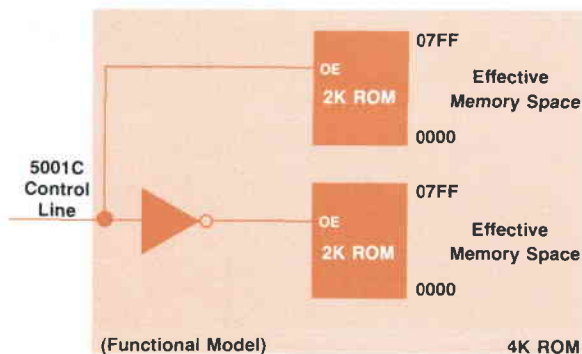 07FF
OE
2K ROM
Effective
Memory Space
0000
5001C
Control
Line
07FF
OE
2K ROM
Effective
Memory Space
0000
(Functional Model)
4K ROM